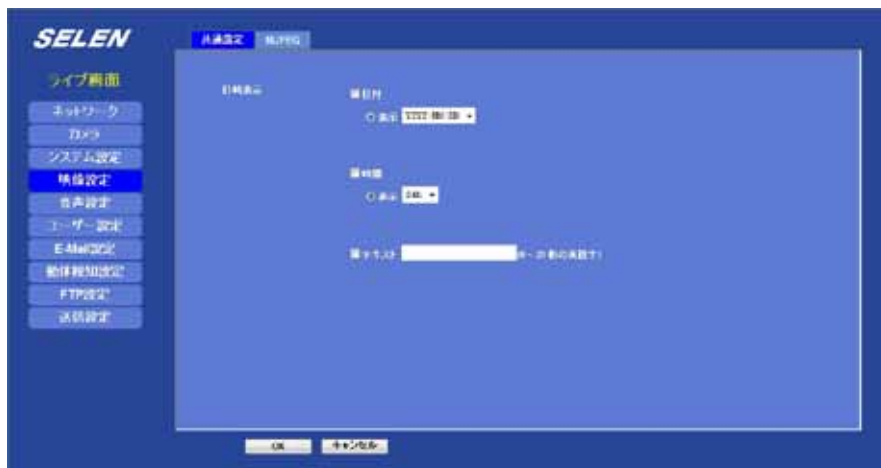 SELEN
共通設定 MJPEG
ライブ画面
ネットワーク
カメラ
システム設定
映像設定
音声設定
ユーザー設定
E-Mail設定
動体検知設定
FTP設定
送信設定
日時表示
日付
表示 YYYY-MM-DD
時間
表示
テキスト
OK キャンセル